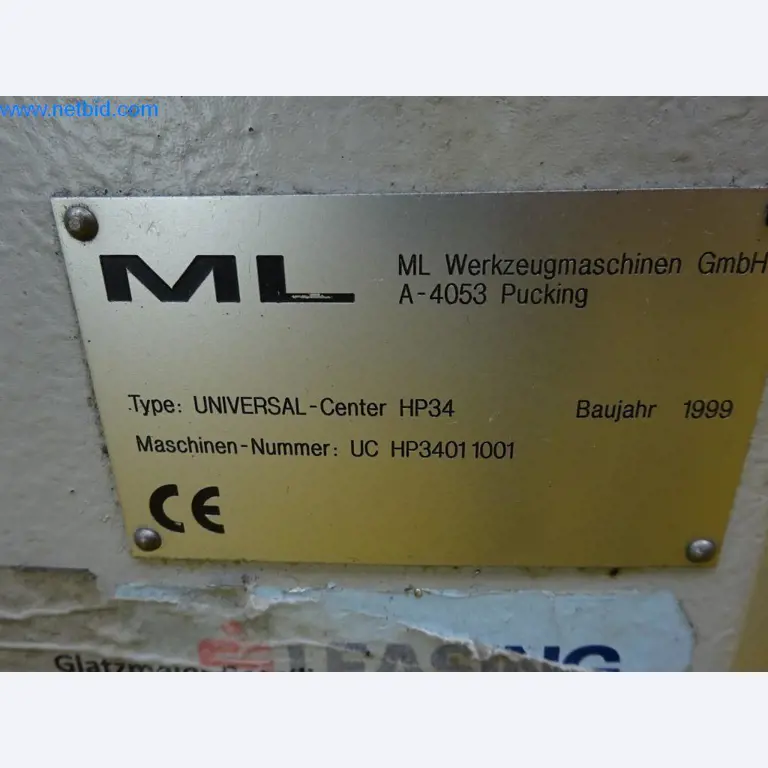 www.netbid.com
ML
ML Werkzeugmaschinen GmbH
A-4053 Pucking
Type: UNIVERSAL-Center HP34 Baujahr 1999
Maschinen-Nummer: UC HP34011001
CE
LEASING